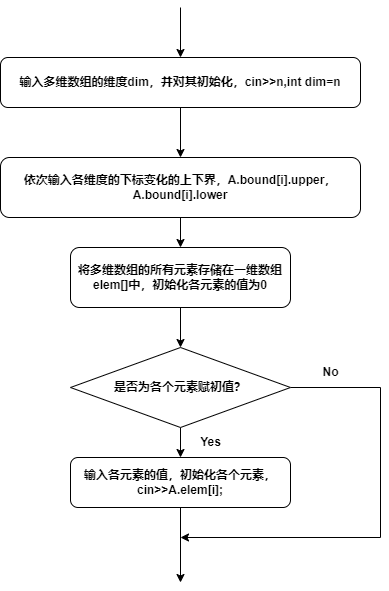 输入多维数组的维度dim，并对其初始化，cin>>n,int dim=n
依次输入各维度的下标变化的上下界，A.bound[i].upper，
A.bound[i].lower
将多维数组的所有元素存储在一维数组
elem[]中，初始化各元素的值为0
是否为各个元素赋初值?
No
Yes
输入各元素的值，初始化各个元素，
cin>>A.elem[i];